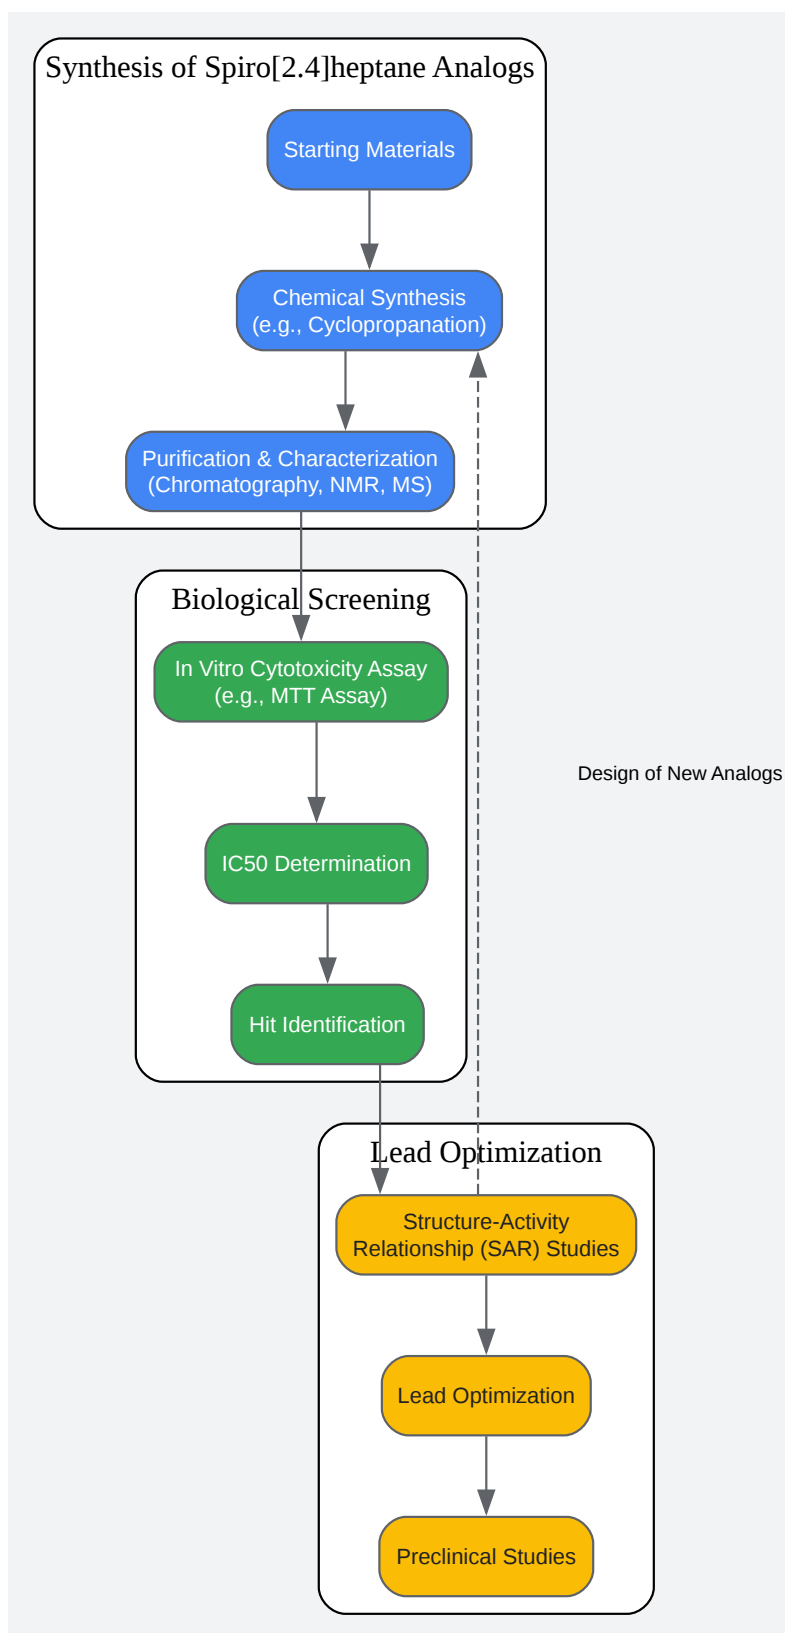 Synthesis of Spiro[2.4]heptane Analogs
Starting Materials
Chemical Synthesis
(e.g., Cyclopropanation)
Purification & Characterization
(Chromatography, NMR, MS)
Biological Screening
In Vitro Cytotoxicity Assay
(e.g., MTT Assay)
Design of New Analogs
IC50 Determination
Hit Identification
Lead Optimization
Structure-Activity
Relationship (SAR) Studies
Lead Optimization
Preclinical Studies